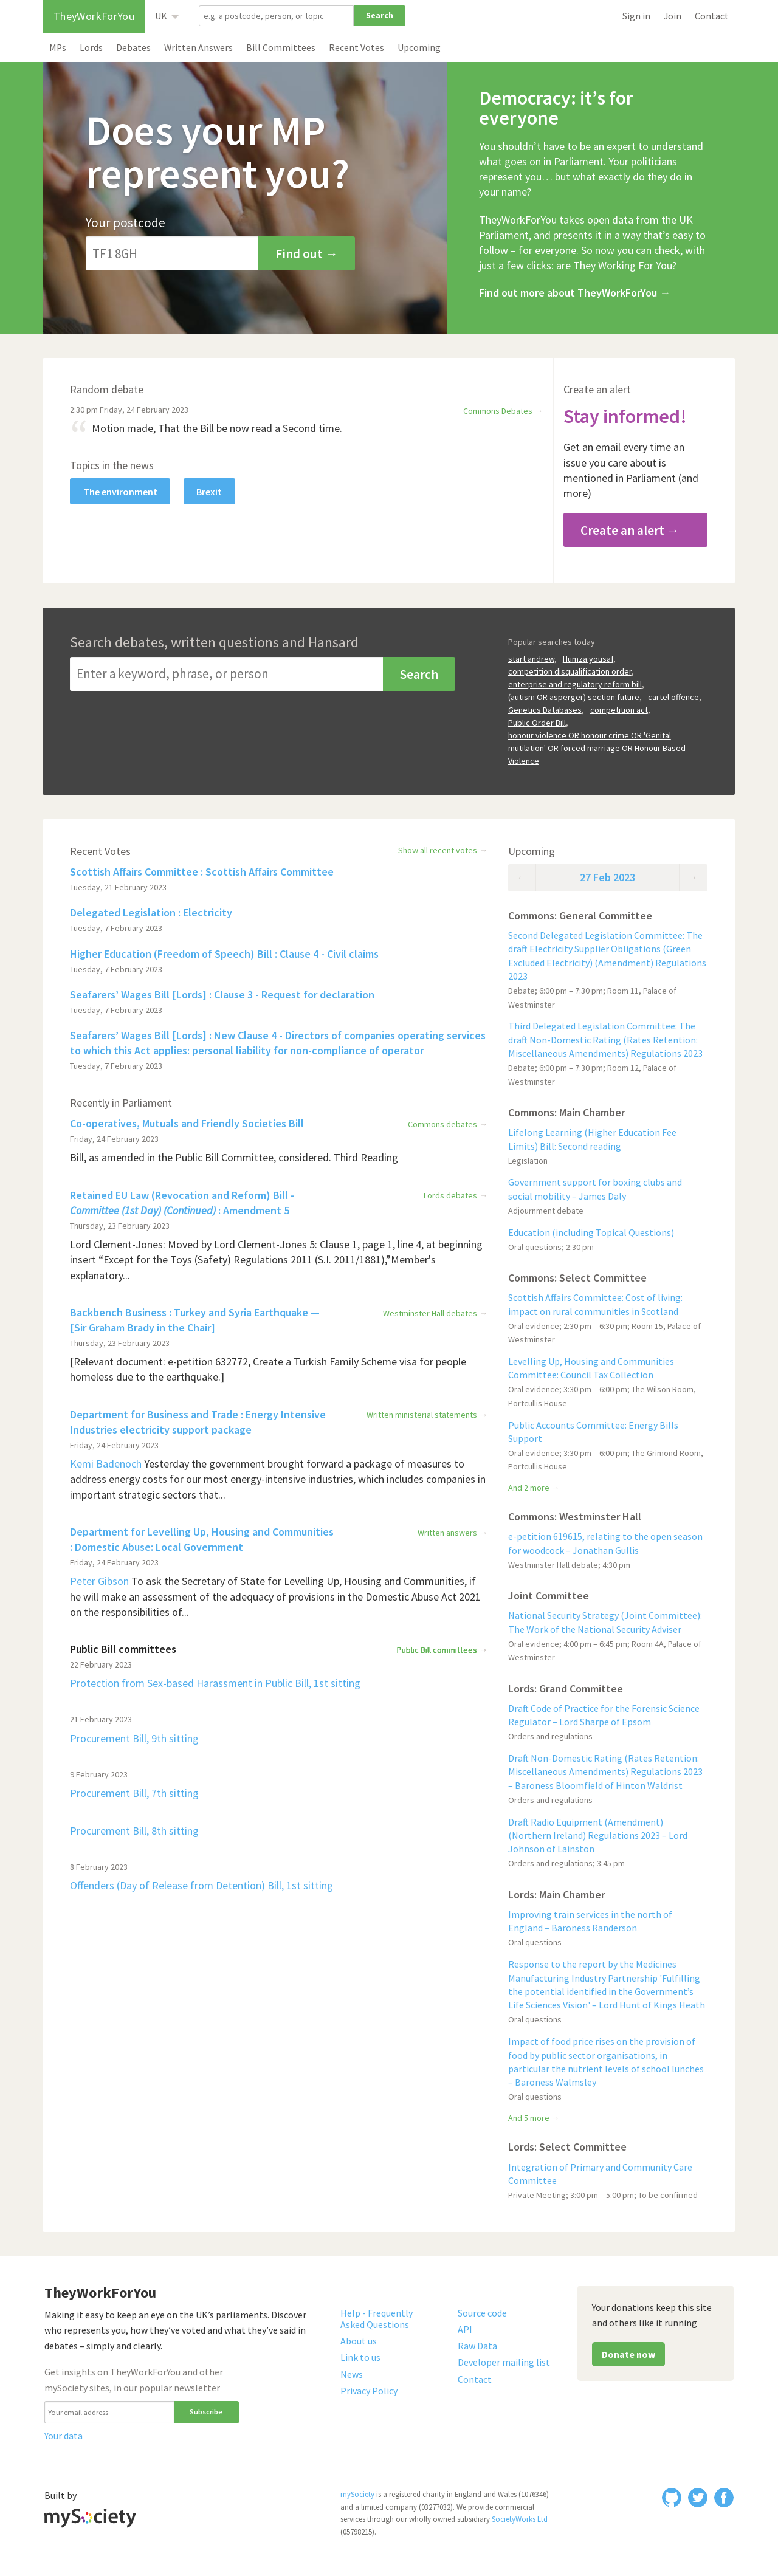 TheyWorkForYou
UK
e.g. a postcode, person, or topic
Search
Sign in
Join
Contact
MPs
Lords
Debates
Written Answers
Bill Committees
Recent Votes
Upcoming
Does your MP
represent you?
Your postcode
TF1 8GH
Find out →
Democracy: it’s for
everyone
You shouldn’t have to be an expert to understand
what goes on in Parliament. Your politicians
represent you… but what exactly do they do in
your name?
TheyWorkForYou takes open data from the UK
Parliament, and presents it in a way that’s easy to
follow – for everyone. So now you can check, with
just a few clicks: are They Working For You?
Find out more about TheyWorkForYou →
Random debate
2:30 pm Friday, 24 February 2023
Commons Debates →
“ Motion made, That the Bill be now read a Second time.
Topics in the news
The environment
Brexit
Create an alert
Stay informed!
Get an email every time an
issue you care about is
mentioned in Parliament (and
more)
Create an alert →
Search debates, written questions and Hansard
Enter a keyword, phrase, or person
Search
Popular searches today
start andrew, Humza yousaf,
competition disqualification order,
enterprise and regulatory reform bill,
(autism OR asperger) section:future, cartel offence,
Genetics Databases, competition act,
Public Order Bill,
honour violence OR honour crime OR 'Genital
mutilation' OR forced marriage OR Honour Based
Violence
Recent Votes
Show all recent votes →
Scottish Affairs Committee : Scottish Affairs Committee
Tuesday, 21 February 2023
Delegated Legislation : Electricity
Tuesday, 7 February 2023
Higher Education (Freedom of Speech) Bill : Clause 4 - Civil claims
Tuesday, 7 February 2023
Seafarers’ Wages Bill [Lords] : Clause 3 - Request for declaration
Tuesday, 7 February 2023
Seafarers’ Wages Bill [Lords] : New Clause 4 - Directors of companies operating services
to which this Act applies: personal liability for non-compliance of operator
Tuesday, 7 February 2023
Recently in Parliament
Co-operatives, Mutuals and Friendly Societies Bill
Commons debates →
Friday, 24 February 2023
Bill, as amended in the Public Bill Committee, considered. Third Reading
Retained EU Law (Revocation and Reform) Bill -
Lords debates →
Committee (1st Day) (Continued) : Amendment 5
Thursday, 23 February 2023
Lord Clement-Jones: Moved by Lord Clement-Jones 5: Clause 1, page 1, line 4, at beginning
insert “Except for the Toys (Safety) Regulations 2011 (S.I. 2011/1881),”Member's
explanatory...
Backbench Business : Turkey and Syria Earthquake —
Westminster Hall debates →
[Sir Graham Brady in the Chair]
Thursday, 23 February 2023
[Relevant document: e-petition 632772, Create a Turkish Family Scheme visa for people
homeless due to the earthquake.]
Department for Business and Trade : Energy Intensive
Written ministerial statements →
Industries electricity support package
Friday, 24 February 2023
Kemi Badenoch Yesterday the government brought forward a package of measures to
address energy costs for our most energy-intensive industries, which includes companies in
important strategic sectors that...
Department for Levelling Up, Housing and Communities
Written answers →
: Domestic Abuse: Local Government
Friday, 24 February 2023
Peter Gibson To ask the Secretary of State for Levelling Up, Housing and Communities, if
he will make an assessment of the adequacy of provisions in the Domestic Abuse Act 2021
on the responsibilities of...
Public Bill committees
Public Bill committees →
22 February 2023
Protection from Sex-based Harassment in Public Bill, 1st sitting
21 February 2023
Procurement Bill, 9th sitting
9 February 2023
Procurement Bill, 7th sitting
Procurement Bill, 8th sitting
8 February 2023
Offenders (Day of Release from Detention) Bill, 1st sitting
Upcoming
← 27 Feb 2023 →
Commons: General Committee
Second Delegated Legislation Committee: The
draft Electricity Supplier Obligations (Green
Excluded Electricity) (Amendment) Regulations
2023
Debate; 6:00 pm – 7:30 pm; Room 11, Palace of
Westminster
Third Delegated Legislation Committee: The
draft Non-Domestic Rating (Rates Retention:
Miscellaneous Amendments) Regulations 2023
Debate; 6:00 pm – 7:30 pm; Room 12, Palace of
Westminster
Commons: Main Chamber
Lifelong Learning (Higher Education Fee
Limits) Bill: Second reading
Legislation
Government support for boxing clubs and
social mobility – James Daly
Adjournment debate
Education (including Topical Questions)
Oral questions; 2:30 pm
Commons: Select Committee
Scottish Affairs Committee: Cost of living:
impact on rural communities in Scotland
Oral evidence; 2:30 pm – 6:30 pm; Room 15, Palace of
Westminster
Levelling Up, Housing and Communities
Committee: Council Tax Collection
Oral evidence; 3:30 pm – 6:00 pm; The Wilson Room,
Portcullis House
Public Accounts Committee: Energy Bills
Support
Oral evidence; 3:30 pm – 6:00 pm; The Grimond Room,
Portcullis House
And 2 more →
Commons: Westminster Hall
e-petition 619615, relating to the open season
for woodcock – Jonathan Gullis
Westminster Hall debate; 4:30 pm
Joint Committee
National Security Strategy (Joint Committee):
The Work of the National Security Adviser
Oral evidence; 4:00 pm – 6:45 pm; Room 4A, Palace of
Westminster
Lords: Grand Committee
Draft Code of Practice for the Forensic Science
Regulator – Lord Sharpe of Epsom
Orders and regulations
Draft Non-Domestic Rating (Rates Retention:
Miscellaneous Amendments) Regulations 2023
– Baroness Bloomfield of Hinton Waldrist
Orders and regulations
Draft Radio Equipment (Amendment)
(Northern Ireland) Regulations 2023 – Lord
Johnson of Lainston
Orders and regulations; 3:45 pm
Lords: Main Chamber
Improving train services in the north of
England – Baroness Randerson
Oral questions
Response to the report by the Medicines
Manufacturing Industry Partnership 'Fulfilling
the potential identified in the Government’s
Life Sciences Vision' – Lord Hunt of Kings Heath
Oral questions
Impact of food price rises on the provision of
food by public sector organisations, in
particular the nutrient levels of school lunches
– Baroness Walmsley
Oral questions
And 5 more →
Lords: Select Committee
Integration of Primary and Community Care
Committee
Private Meeting; 3:00 pm – 5:00 pm; To be confirmed
TheyWorkForYou
Making it easy to keep an eye on the UK’s parliaments. Discover
who represents you, how they’ve voted and what they’ve said in
debates – simply and clearly.
Get insights on TheyWorkForYou and other
mySociety sites, in our popular newsletter
Your email address
Subscribe
Your data
Help - Frequently
Asked Questions
About us
Link to us
News
Privacy Policy
Source code
API
Raw Data
Developer mailing list
Contact
Your donations keep this site
and others like it running
Donate now
Built by
mySociety
mySociety is a registered charity in England and Wales (1076346)
and a limited company (03277032). We provide commercial
services through our wholly owned subsidiary SocietyWorks Ltd
(05798215).